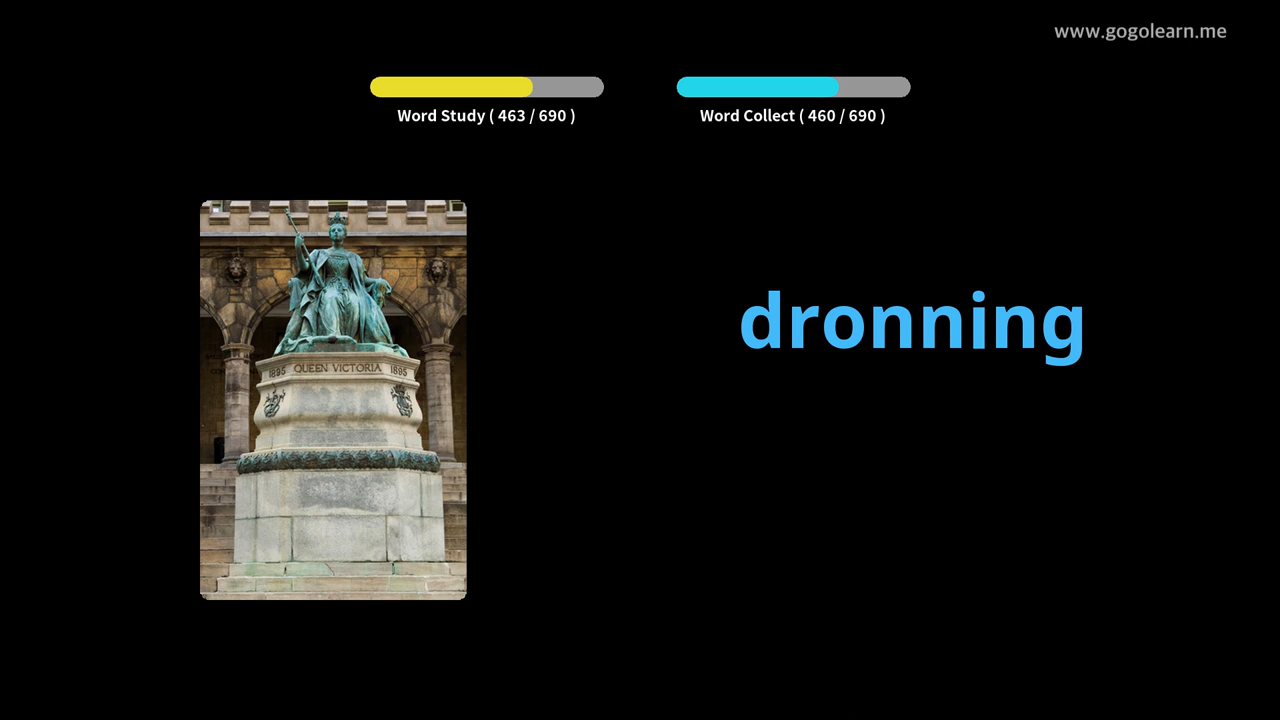 www.gogolearn.me
Word Study ( 463 / 690 )
Word Collect ( 460 / 690 )
dronning
1895 QUEEN VICTORIA 1895